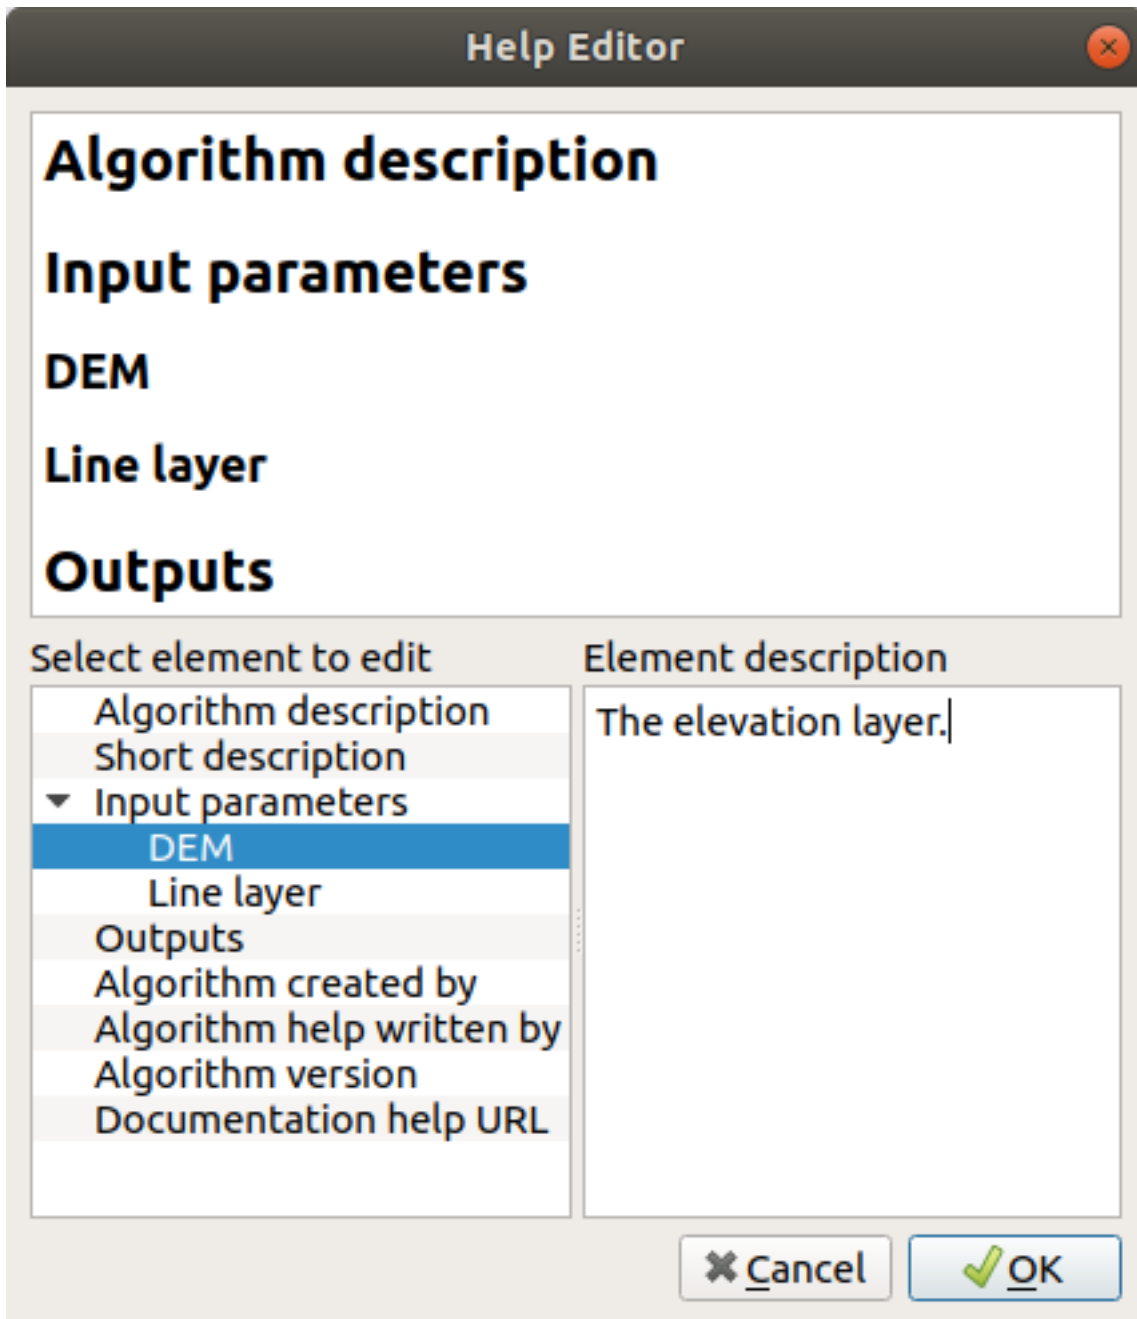 Help Editor
Algorithm description
Input parameters
DEM
Line layer
Outputs
Select element to edit
Algorithm description
Short description
Input parameters
DEM
Line layer
Outputs
Algorithm created by
Algorithm help written by
Algorithm version
Documentation help URL
Element description
The elevation layer.
Cancel
OK